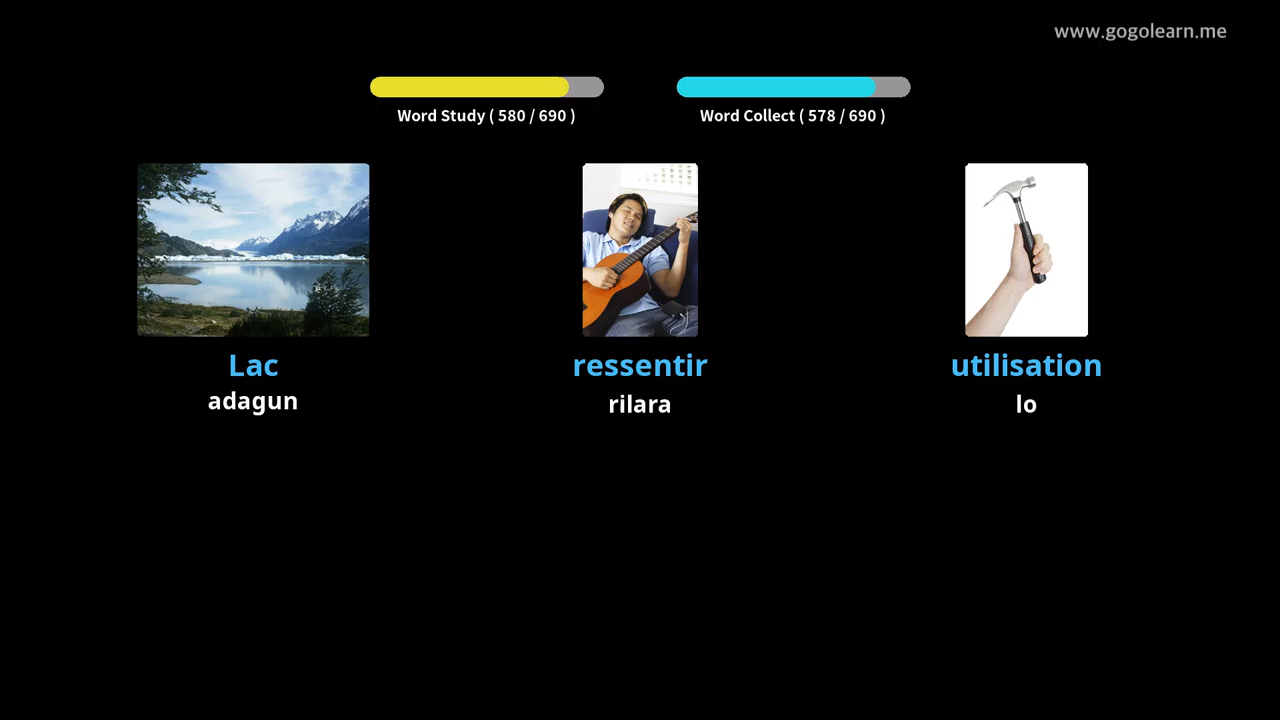 www.gogolearn.me
Word Study ( 580 / 690 )
Word Collect ( 578 / 690 )
Lac
adagun
ressentir
rilara
utilisation
lo